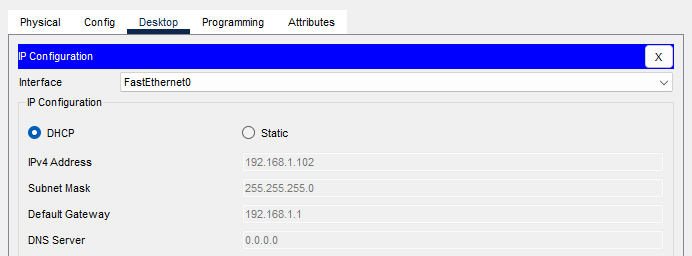 Physical Config Desktop Programming Attributes
IP Configuration X
Interface FastEthernet0
IP Configuration
DHCP Static
IPv4 Address 192.168.1.102
Subnet Mask 255.255.255.0
Default Gateway 192.168.1.1
DNS Server 0.0.0.0